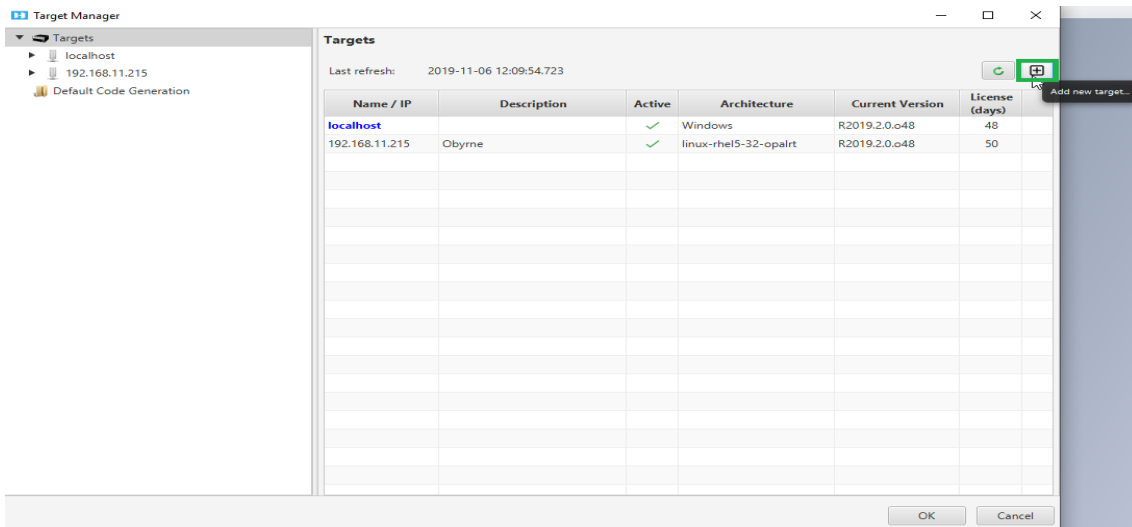 Target Manager
Targets
localhost
192.168.11.215
Default Code Generation
Targets
Last refresh: 2019-11-06 12:09:54.723
Add new target...
Name / IP Description Active Architecture Current Version License (days)
localhost Windows R2019.2.0.o48 48
192.168.11.215 Obyrne linux-rhel5-32-opalrt R2019.2.0.o48 50
OK Cancel